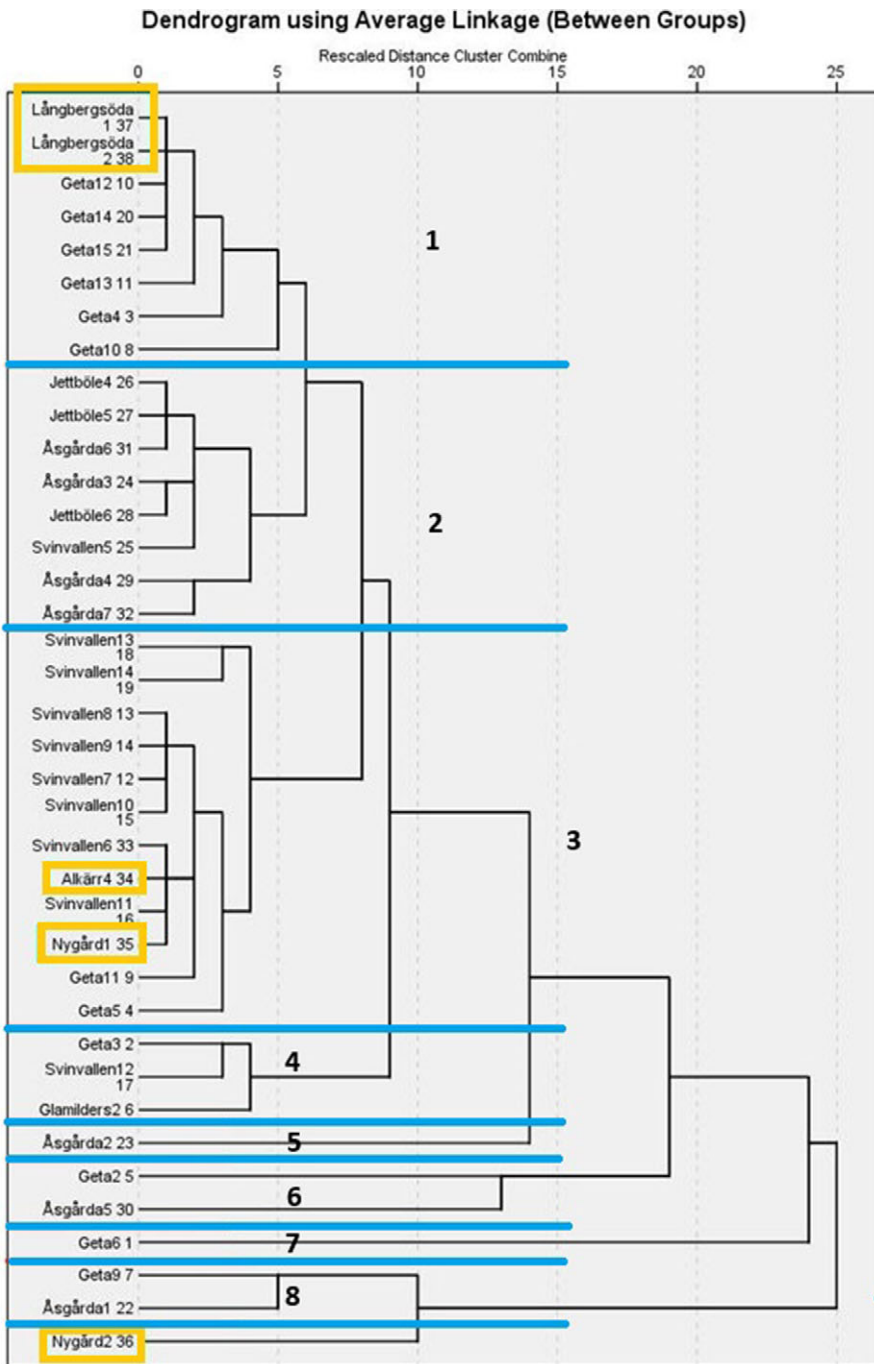 Dendrogram using Average Linkage (Between Groups)
Rescaled Distance Cluster Combine
0 5 10 15 20 25
Långbergsöda
1 37
Långbergsöda
2 38
Geta12 10
Geta14 20
Geta15 21
1
Geta13 11
Geta4 3
Geta10 8
Jettböle4 26
Jettböle5 27
Åsgårda6 31
Åsgårda3 24
Jettböle6 28
2
Svinvallen5 25
Åsgårda4 29
Åsgårda7 32
Svinvallen13
18
Svinvallen14
19
Svinvallen8 13
Svinvallen9 14
Svinvallen7 12
Svinvallen10
15
3
Svinvallen6 33
Alkärr4 34
Svinvallen11
16
Nygård1 35
Geta11 9
Geta5 4
Geta3 2
4
Svinvallen12
17
Glamilders2 6
Åsgårda2 23
5
Geta2 5
6
Åsgårda5 30
Geta6 1
7
Geta9 7
8
Åsgårda1 22
Nygård2 36